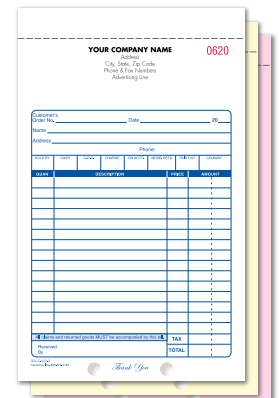 YOUR COMPANY NAME
0620
Address
City, State, Zip Code
Phone & Fax Numbers
Advertising Line
Customer's
Order No. Date 20
Name
Address
Phone:
SOLD BY CASH C.O.D. CHARGE ON ACCT. MDSE. RETD. PAID OUT LAYAWAY
QUAN. DESCRIPTION PRICE AMOUNT
All claims and returned goods MUST be accompanied by this bill.
TAX
Received
By
TOTAL
Thank You